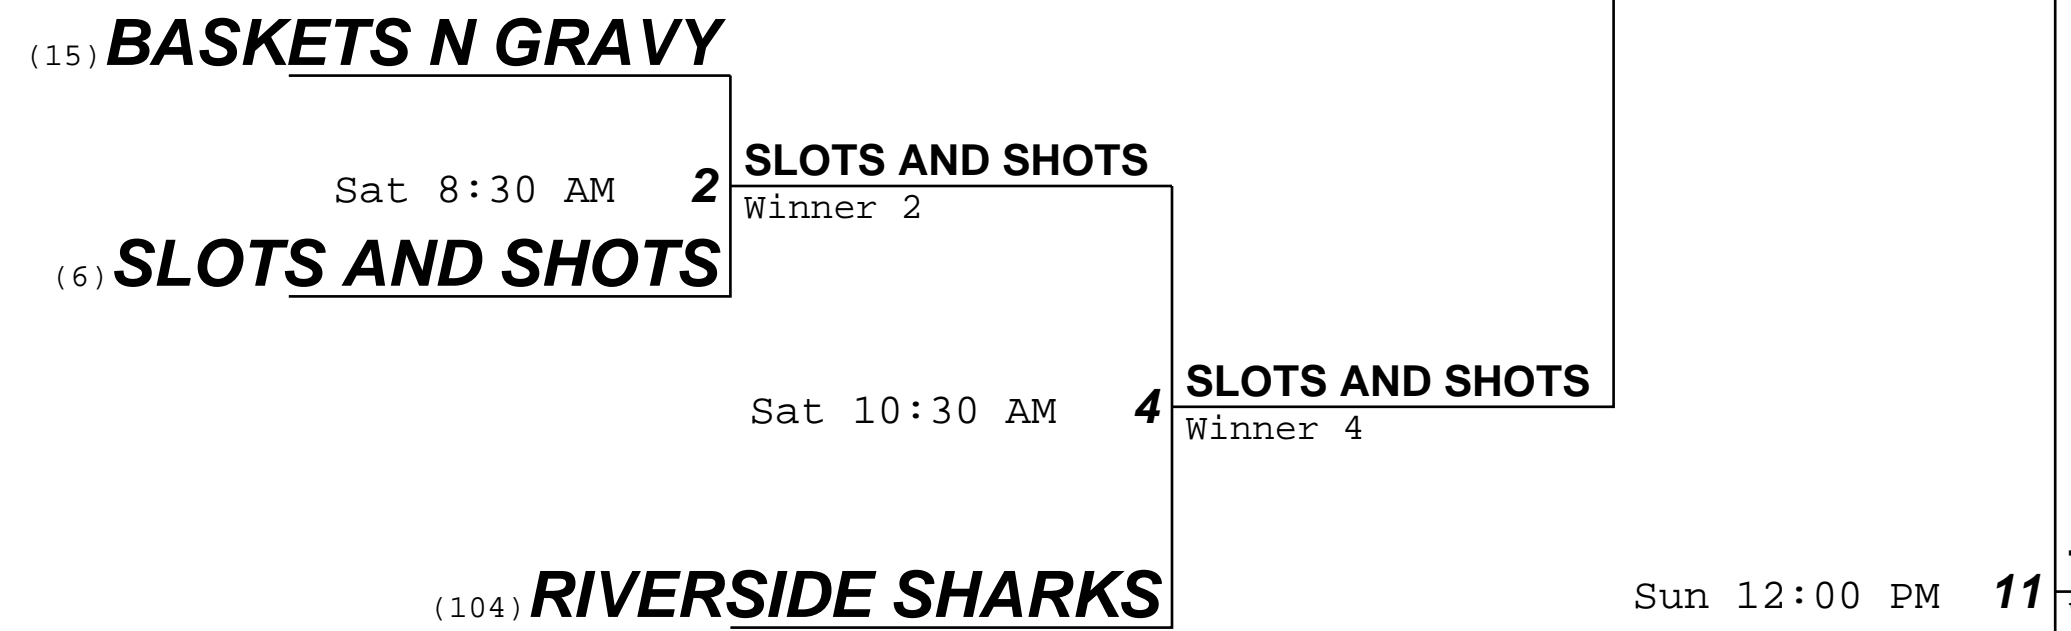 (15) BASKETS N GRAVY
SLOTS AND SHOTS
Sat 8:30 AM 2
Winner 2
(6) SLOTS AND SHOTS
SLOTS AND SHOTS
Sat 10:30 AM 4
Winner 4
(104) RIVERSIDE SHARKS
Sun 12:00 PM 11